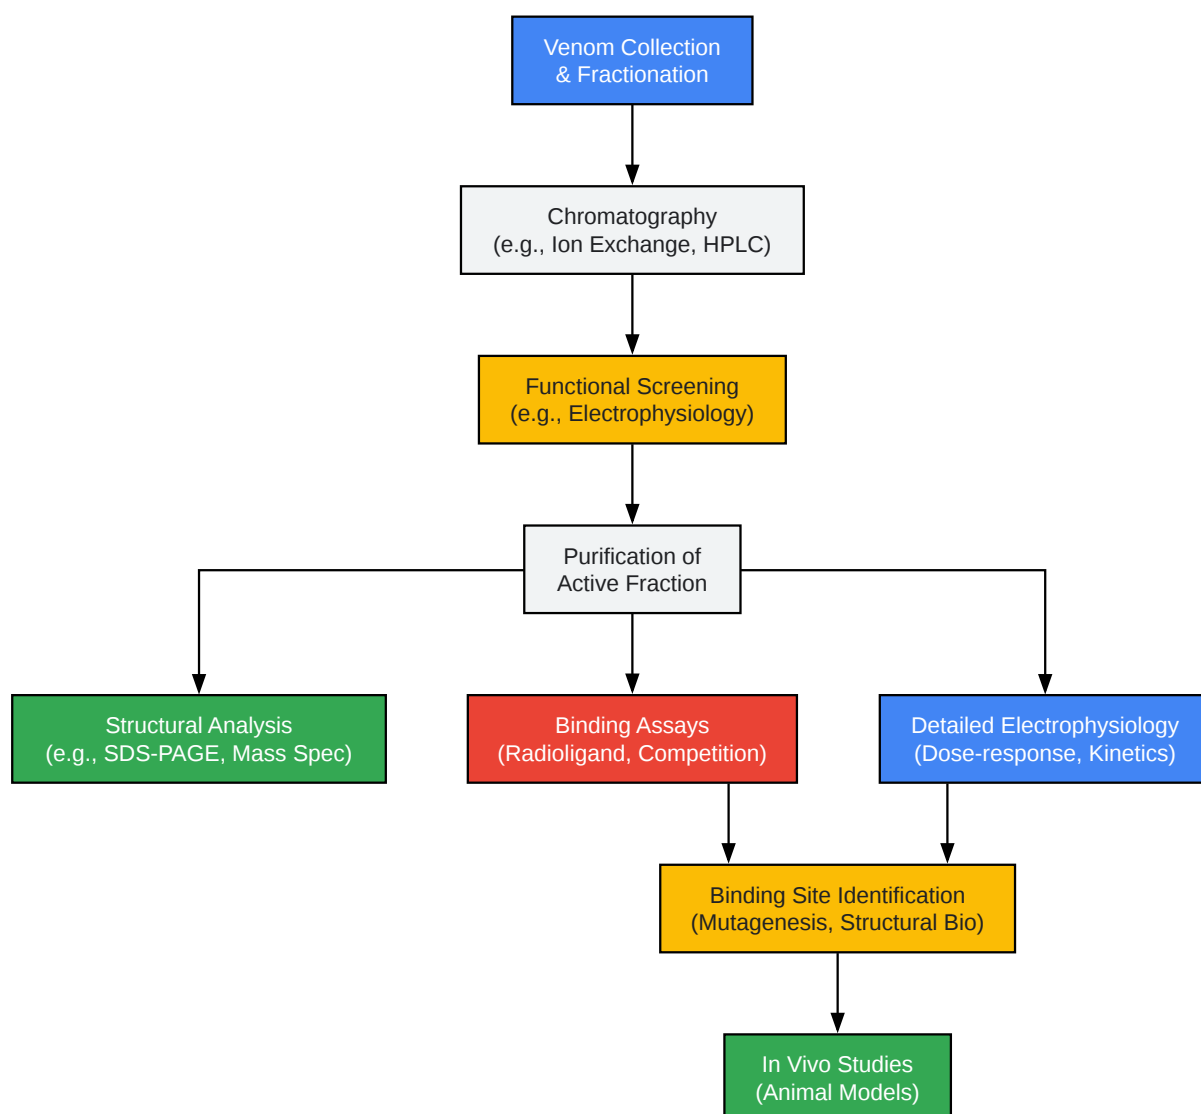 Venom Collection
& Fractionation
Chromatography
(e.g., Ion Exchange, HPLC)
Functional Screening
(e.g., Electrophysiology)
Purification of
Active Fraction
Structural Analysis
(e.g., SDS-PAGE, Mass Spec)
Binding Assays
(Radioligand, Competition)
Detailed Electrophysiology
(Dose-response, Kinetics)
Binding Site Identification
(Mutagenesis, Structural Bio)
In Vivo Studies
(Animal Models)